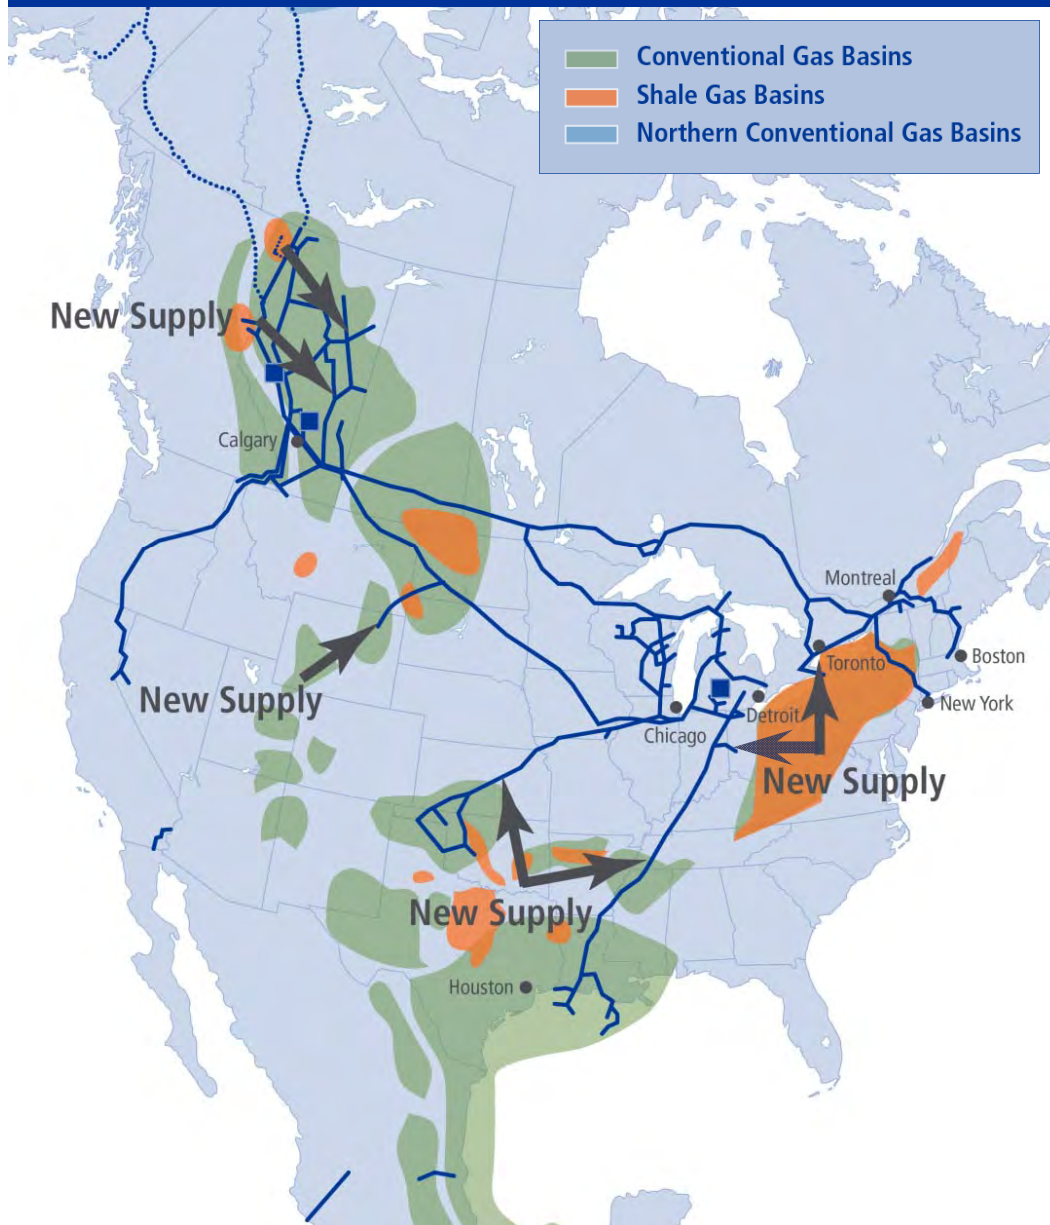 Conventional Gas Basins
Shale Gas Basins
Northern Conventional Gas Basins
New Supply
Calgary
Montreal
Toronto
Boston
New Supply
New York
Detroit
Chicago
New Supply
New Supply
Houston